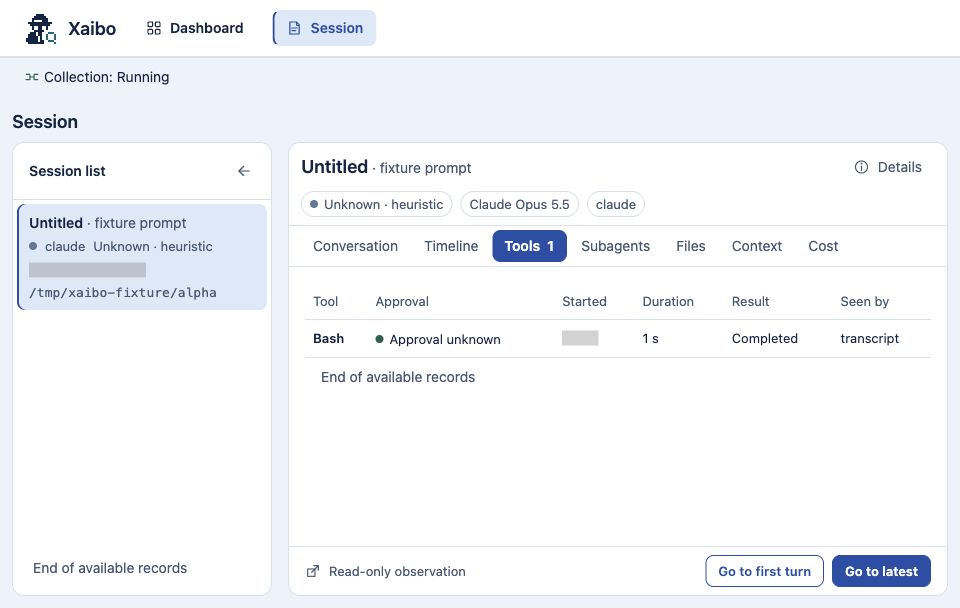 Xaibo Dashboard Session
Collection: Running
Session
Session list
Untitled · fixture prompt
claude Unknown · heuristic
/tmp/xaibo-fixture/alpha
End of available records
Untitled · fixture prompt Details
Unknown · heuristic Claude Opus 5.5 claude
Conversation Timeline Tools 1 Subagents Files Context Cost
Tool Approval Started Duration Result Seen by
Bash Approval unknown 1 s Completed transcript
End of available records
Read-only observation Go to first turn Go to latest